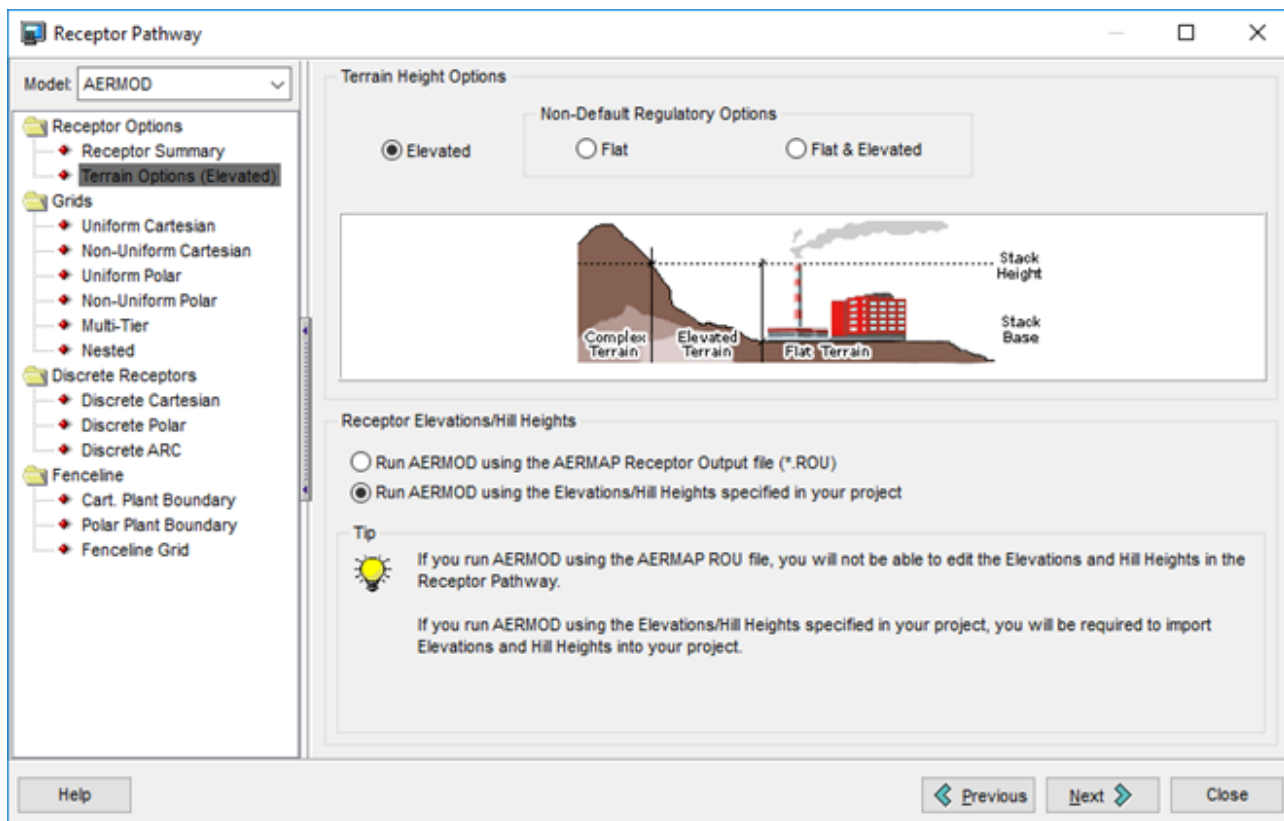 Receptor Pathway
Model: AERMOD
Receptor Options
Receptor Summary
Terrain Options (Elevated)
Grids
Uniform Cartesian
Non-Uniform Cartesian
Uniform Polar
Non-Uniform Polar
Multi-Tier
Nested
Discrete Receptors
Discrete Cartesian
Discrete Polar
Discrete ARC
Fenceline
Cart. Plant Boundary
Polar Plant Boundary
Fenceline Grid
Terrain Height Options
Non-Default Regulatory Options
Elevated
Flat
Flat & Elevated
Stack
Height
Stack
Base
Complex
Terrain
Elevated
Terrain
Flat Terrain
Receptor Elevations/Hill Heights
Run AERMOD using the AERMAP Receptor Output file (*.ROU)
Run AERMOD using the Elevations/Hill Heights specified in your project
Tip
If you run AERMOD using the AERMAP ROU file, you will not be able to edit the Elevations and Hill Heights in the
Receptor Pathway.
If you run AERMOD using the Elevations/Hill Heights specified in your project, you will be required to import
Elevations and Hill Heights into your project.
Help
Previous
Next
Close